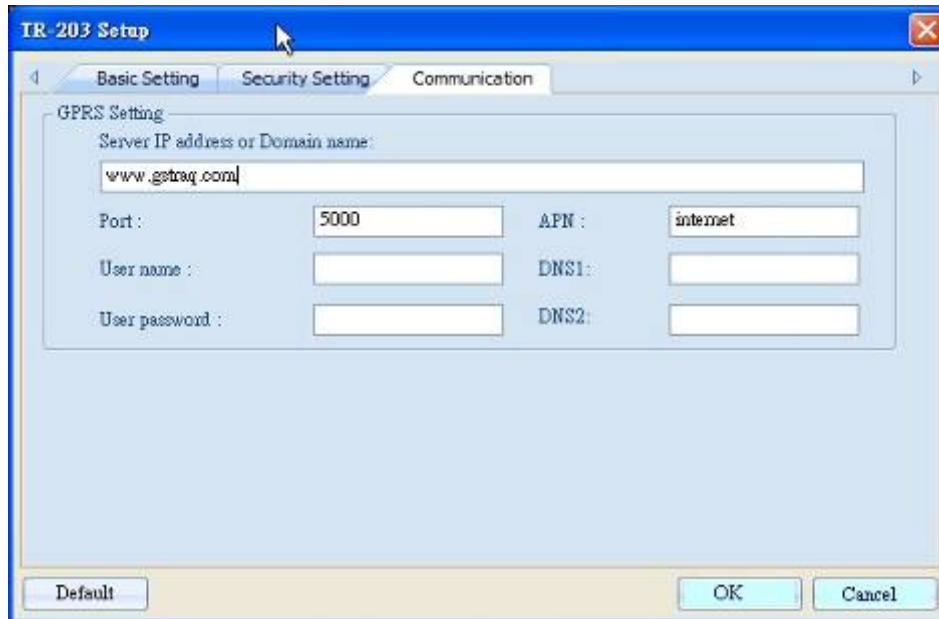 TR-203 Setup
Basic Setting Security Setting Communication
GPRS Setting
Server IP address or Domain name:
www.gstraq.com
Port : 5000 APN : internet
User name : DNS1:
User password : DNS2:
Default OK Cancel